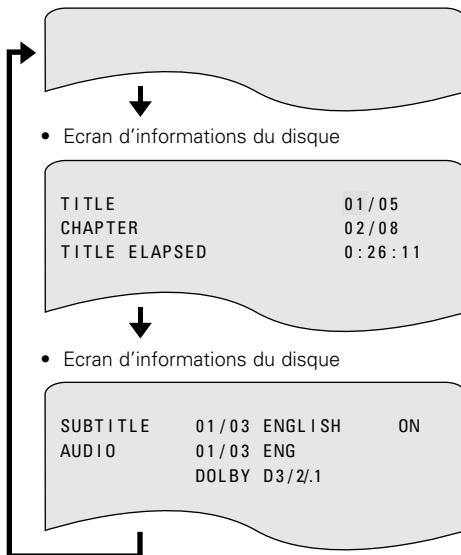 • Ecran d'informations du disque
TITLE 01/05
CHAPTER 02/08
TITLE ELAPSED 0:26:11
• Ecran d'informations du disque
SUBTITLE 01/03 ENGLISH ON
AUDIO 01/03 ENG
DOLBY D3/2/.1